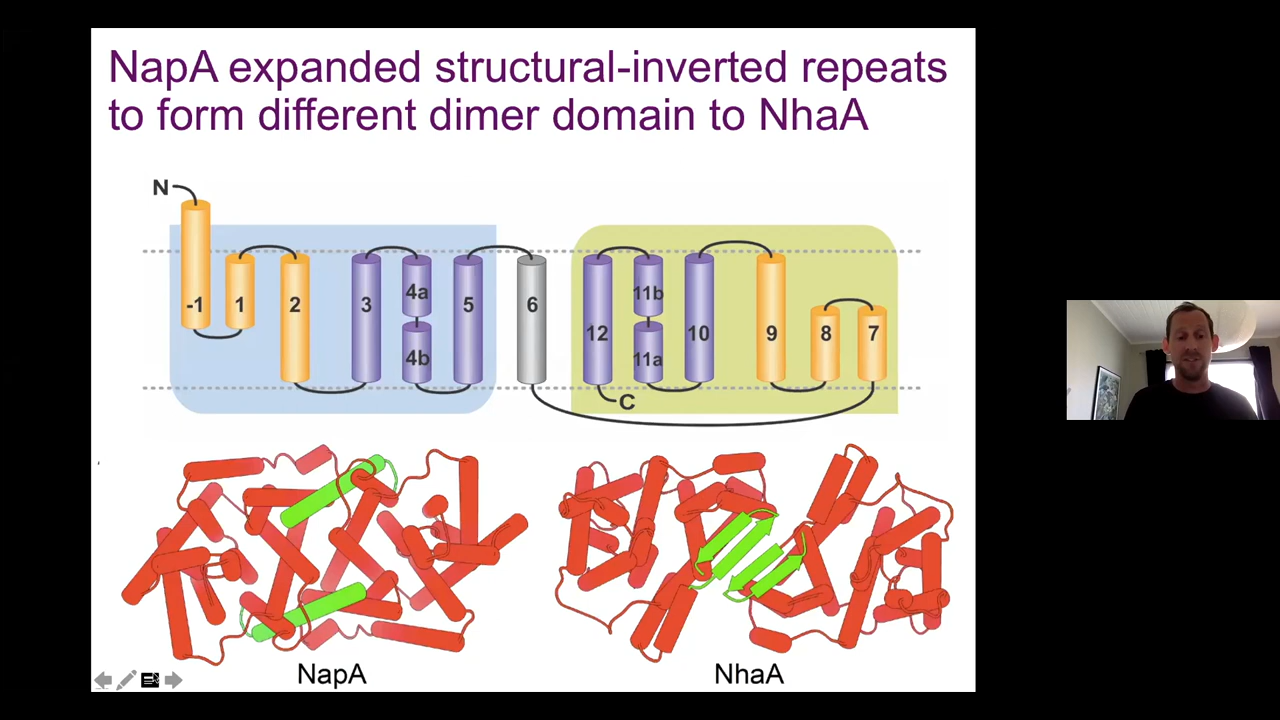 NapA expanded structural-inverted repeats
to form different dimer domain to NhaA
N
-1 1 2 3 4a 5 6 12 11b 10 9 8 7
4b 11a
C
NapA NhaA